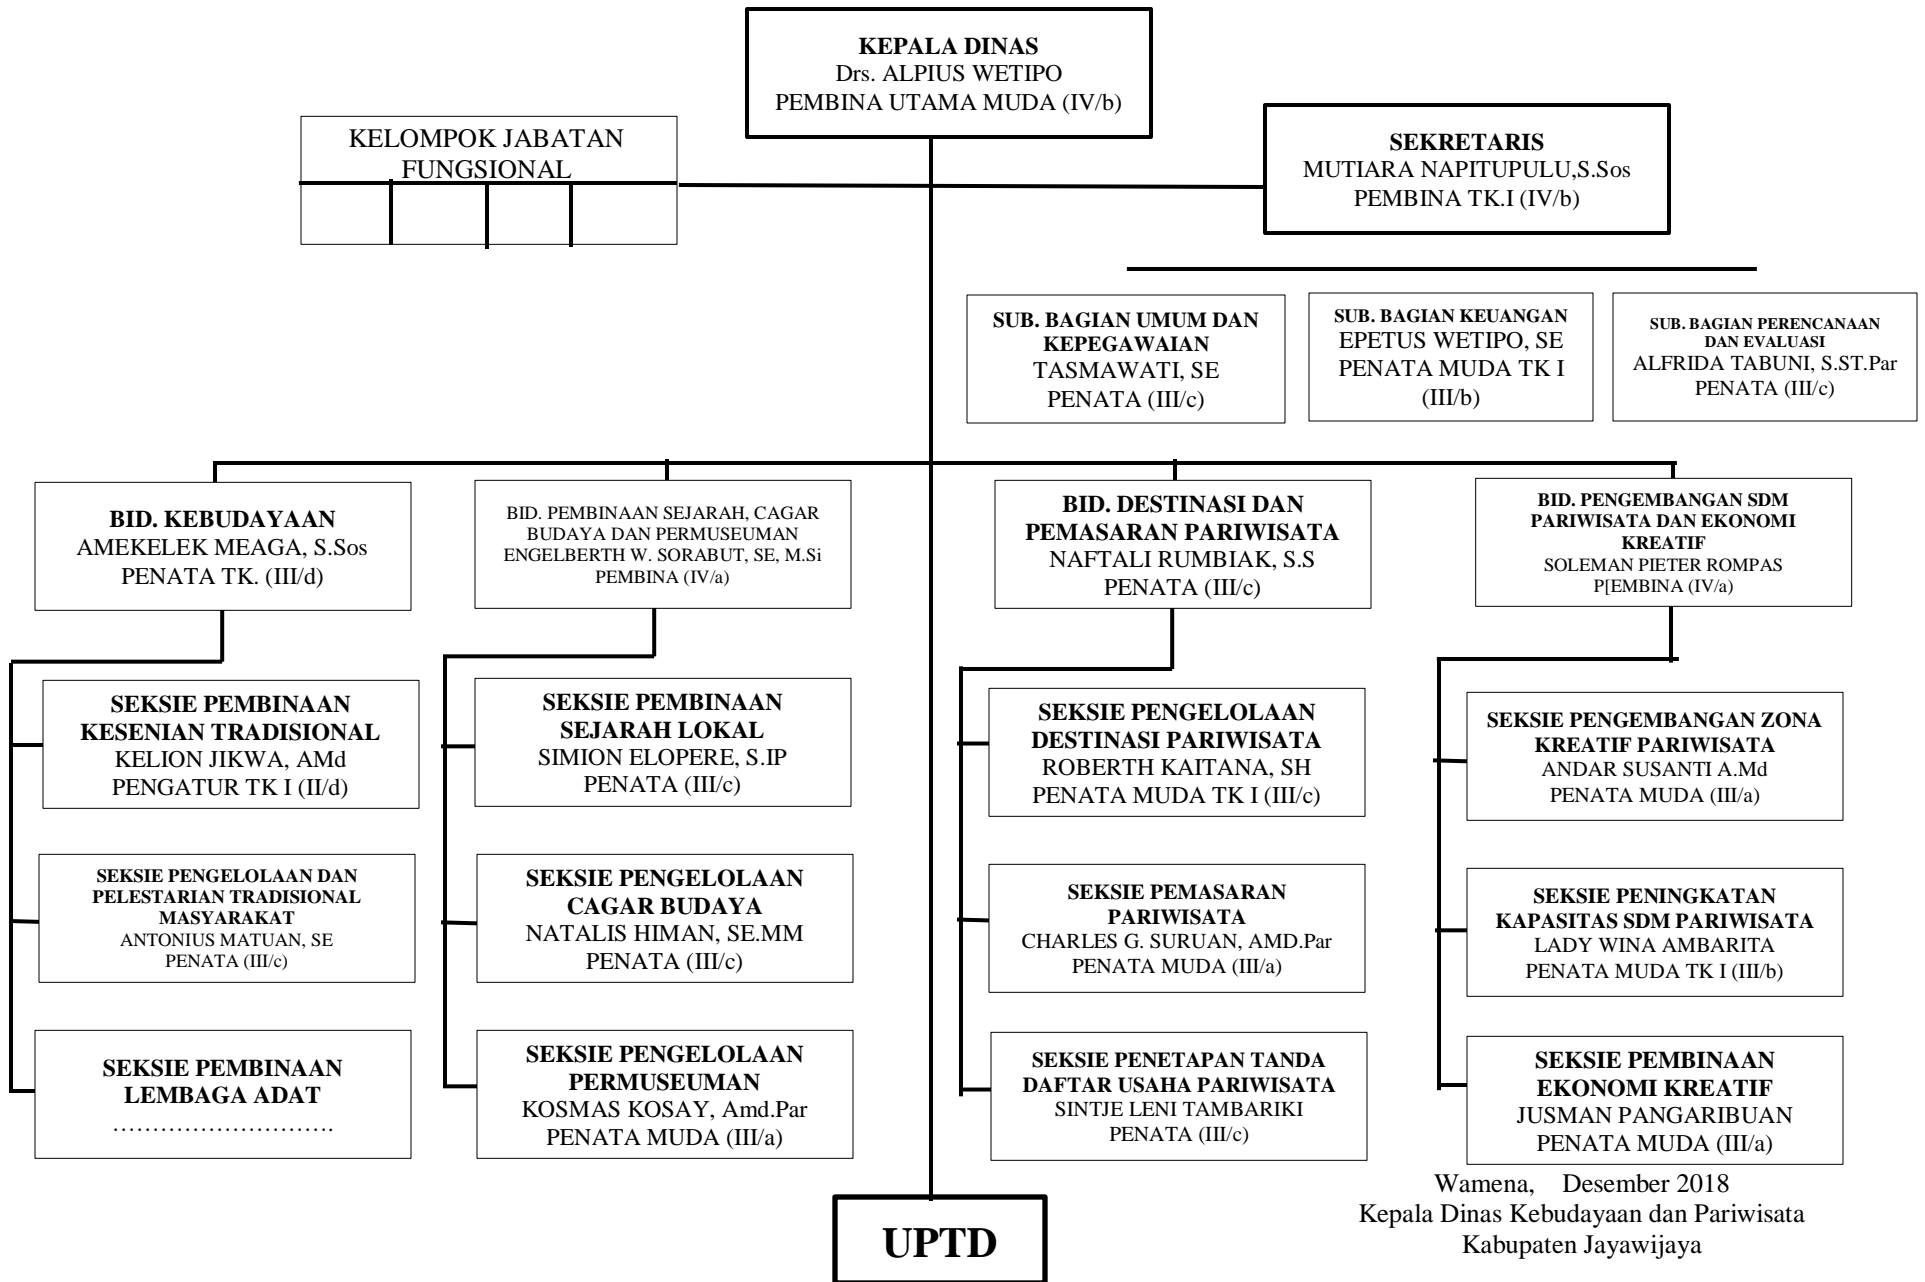 KEPALA DINAS
Drs. ALPIUS WETIPO
PEMBINA UTAMA MUDA (IV/b)
KELOMPOK JABATAN
FUNGSIONAL
SEKRETARIS
MUTIARA NAPITUPULU,S.Sos
PEMBINA TK.I (IV/b)
SUB. BAGIAN UMUM DAN
KEPEGAWAIAN
TASMAWATI, SE
PENATA (III/c)
SUB. BAGIAN KEUANGAN
EPETUS WETIPO, SE
PENATA MUDA TK I
(III/b)
SUB. BAGIAN PERENCANAAN
DAN EVALUASI
ALFRIDA TABUNI, S.ST.Par
PENATA (III/c)
BID. KEBUDAYAAN
AMEKELEK MEAGA, S.Sos
PENATA TK. (III/d)
BID. PEMBINAAN SEJARAH, CAGAR
BUDAYA DAN PERMUSEUMAN
ENGELBERTH W. SORABUT, SE, M.Si
PEMBINA (IV/a)
BID. DESTINASI DAN
PEMASARAN PARIWISATA
NAFTALI RUMBIAK, S.S
PENATA (III/c)
BID. PENGEMBANGAN SDM
PARIWISATA DAN EKONOMI
KREATIF
SOLEMAN PIETER ROMPAS
P[EMBINA (IV/a)
SEKSIE PEMBINAAN
KESENIAN TRADISIONAL
KELION JIKWA, AMd
PENGATUR TK I (II/d)
SEKSIE PENGELOLAAN DAN
PELESTARIAN TRADISIONAL
MASYARAKAT
ANTONIUS MATUAN, SE
PENATA (III/c)
SEKSIE PEMBINAAN
LEMBAGA ADAT
………………………
SEKSIE PEMBINAAN
SEJARAH LOKAL
SIMION ELOPERE, S.IP
PENATA (III/c)
SEKSIE PENGELOLAAN
CAGAR BUDAYA
NATALIS HIMAN, SE.MM
PENATA (III/c)
SEKSIE PENGELOLAAN
PERMUSEUMAN
KOSMAS KOSAY, Amd.Par
PENATA MUDA (III/a)
SEKSIE PENGELOLAAN
DESTINASI PARIWISATA
ROBERTH KAITANA, SH
PENATA MUDA TK I (III/c)
SEKSIE PEMASARAN
PARIWISATA
CHARLES G. SURUAN, AMD.Par
PENATA MUDA (III/a)
SEKSIE PENETAPAN TANDA
DAFTAR USAHA PARIWISATA
SINTJE LENI TAMBARIKI
PENATA (III/c)
SEKSIE PENGEMBANGAN ZONA
KREATIF PARIWISATA
ANDAR SUSANTI A.Md
PENATA MUDA (III/a)
SEKSIE PENINGKATAN
KAPASITAS SDM PARIWISATA
LADY WINA AMBARITA
PENATA MUDA TK I (III/b)
SEKSIE PEMBINAAN
EKONOMI KREATIF
JUSMAN PANGARIBUAN
PENATA MUDA (III/a)
UPTD
Wamena, Desember 2018
Kepala Dinas Kebudayaan dan Pariwisata
Kabupaten Jayawijaya